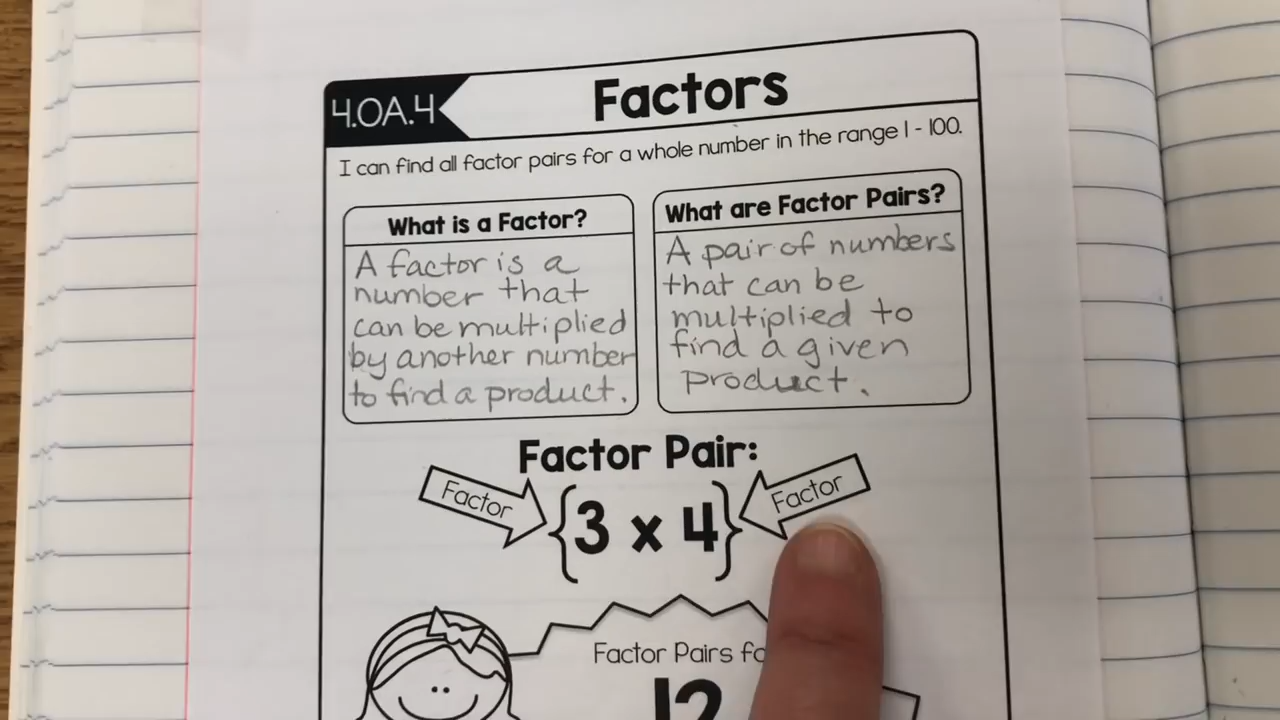 4.OA.4
Factors
I can find all factor pairs for a whole number in the range 1 - 100.
What is a Factor?
A factor is a
number that
can be multiplied
by another number
to find a product.
What are Factor Pairs?
A pair of numbers
that can be
multiplied to
find a given
product.
Factor Pair:
Factor
{3 x 4}
Factor
Factor Pairs
12